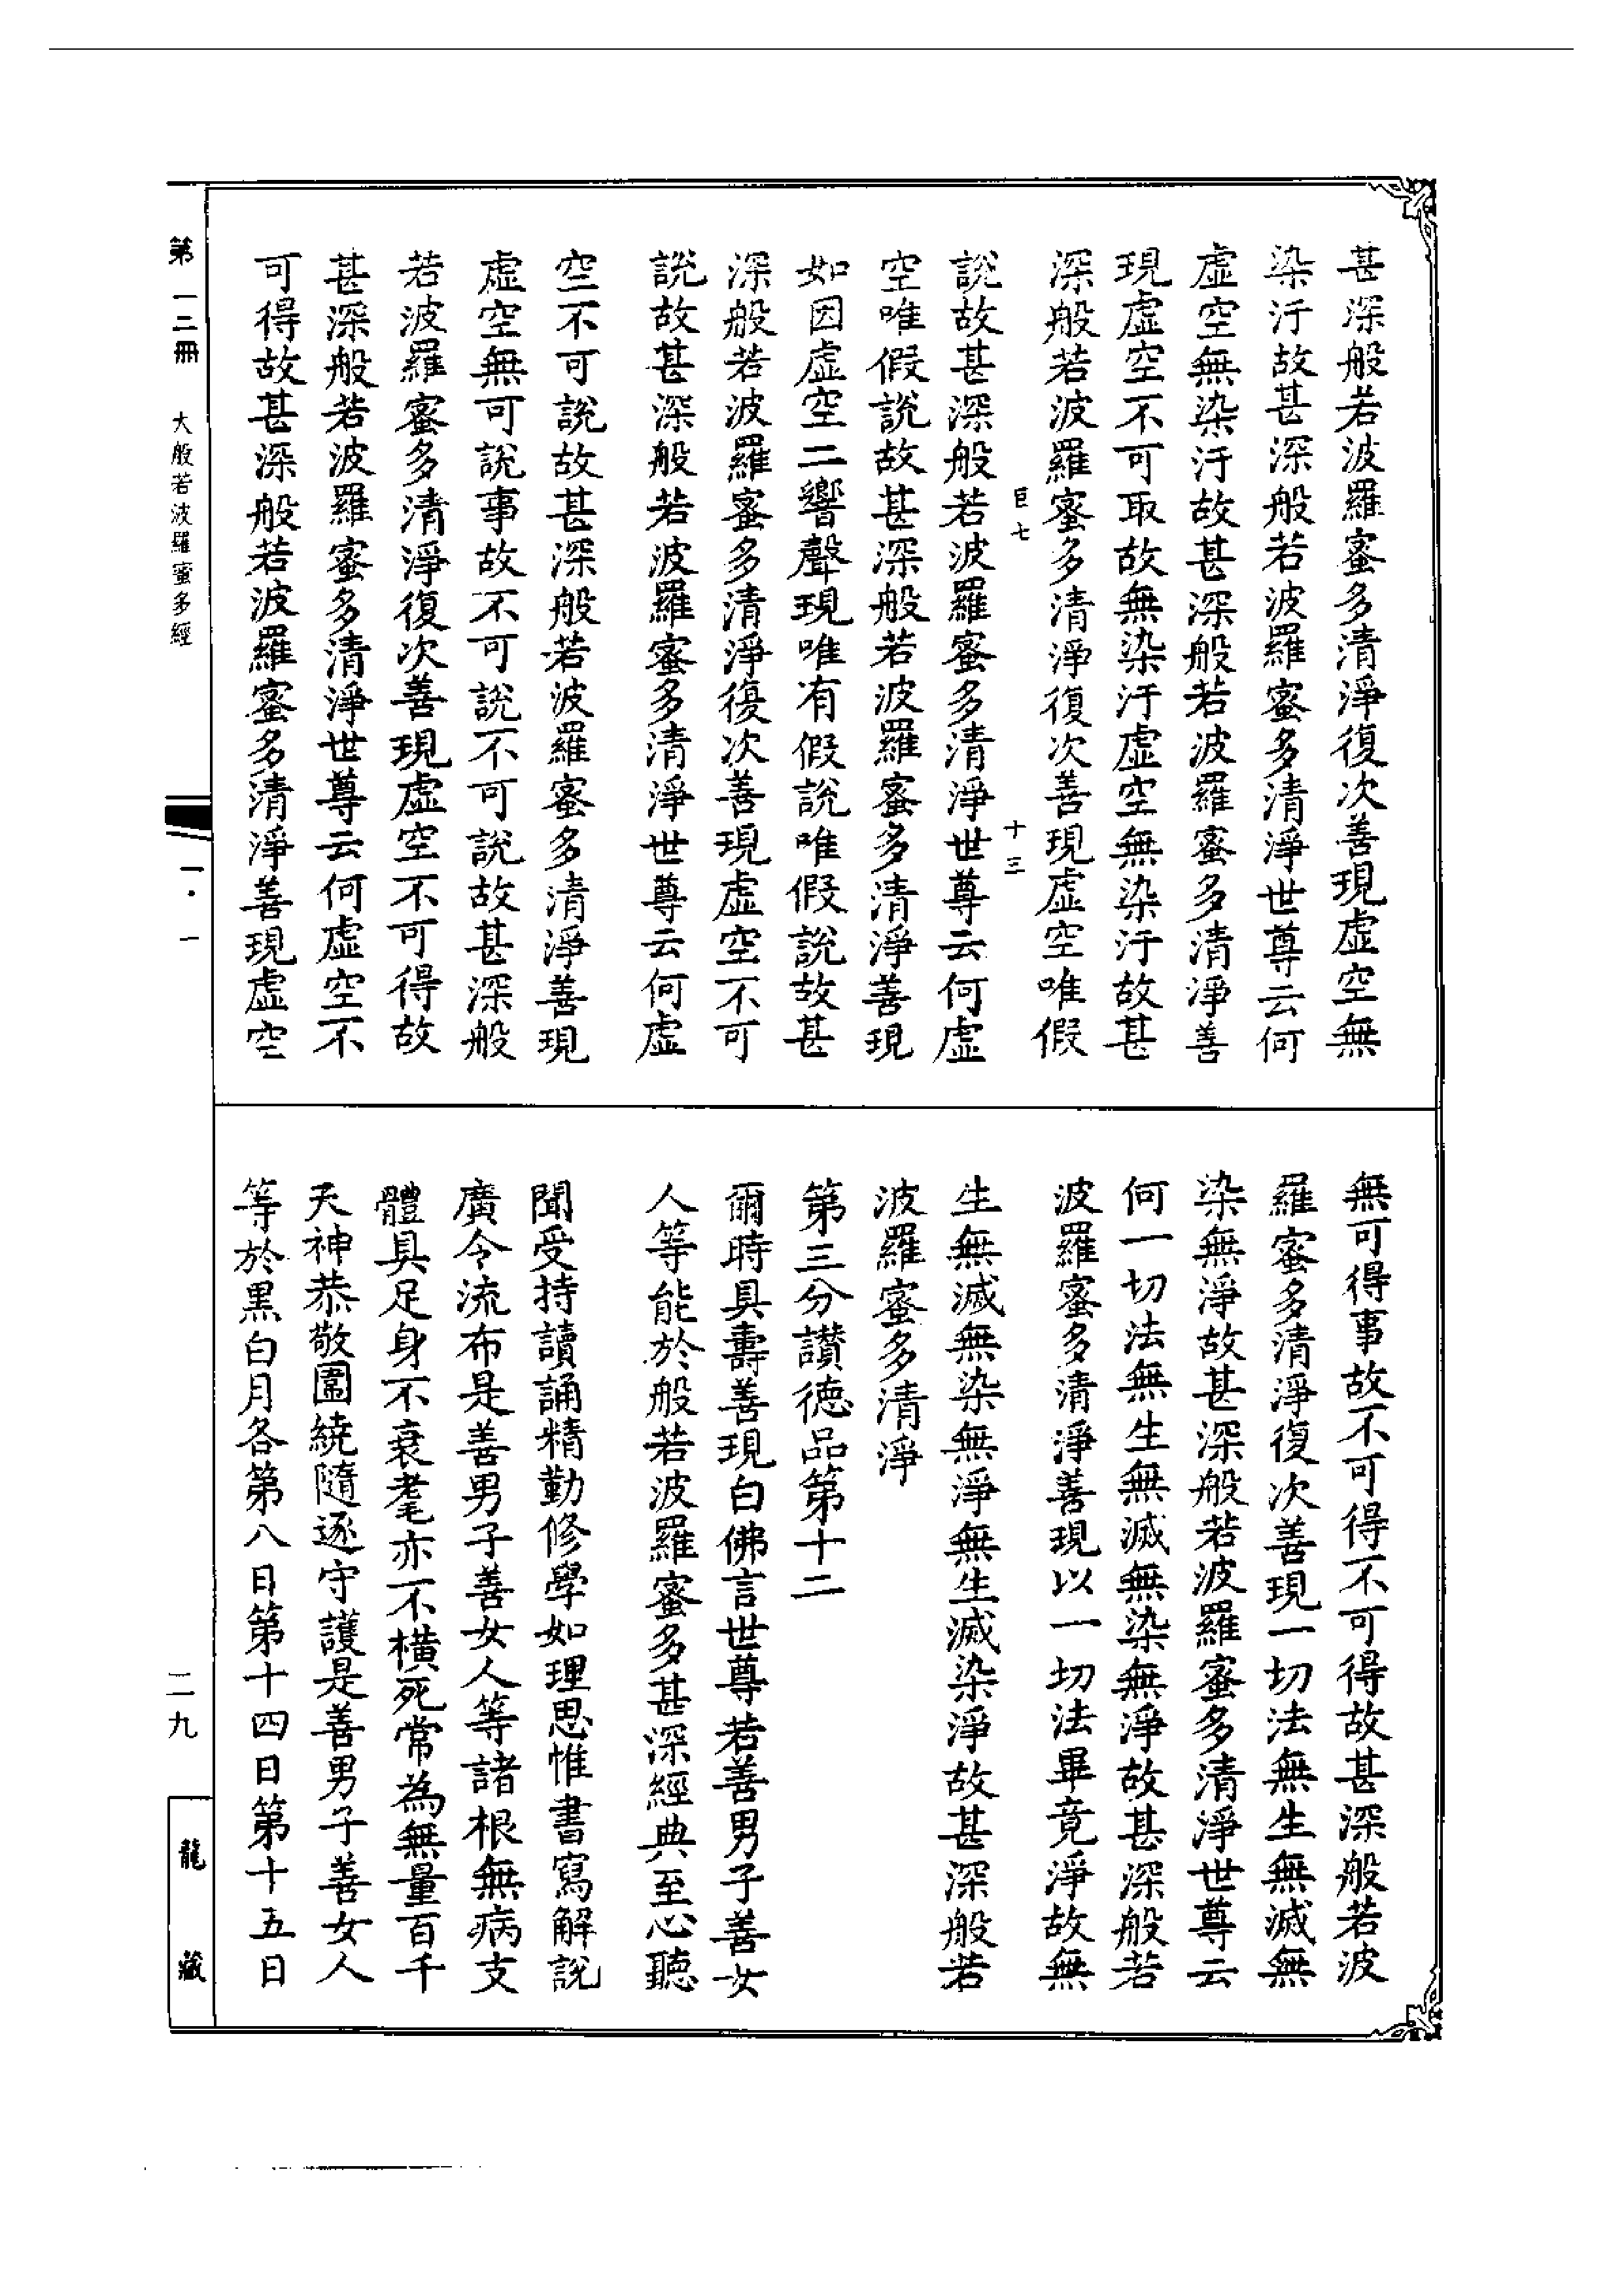 甚深般若波羅蜜多清淨復次善現虛空無
染汙故甚深般若波羅蜜多清淨世尊云何
虛空無染汙故甚深般若波羅蜜多清淨善
現虛空不可取故無染汙虛空無染汙故甚
深般若波羅蜜多清淨復次善現虛空唯假
巨七 十三
說故甚深般若波羅蜜多清淨世尊云何虛
空唯假說故甚深般若波羅蜜多清淨善現
如因虛空二響聲現唯有假說唯假說故甚
深般若波羅蜜多清淨復次善現虛空不可
說故甚深般若波羅蜜多清淨世尊云何虛
空不可說故甚深般若波羅蜜多清淨善現
虛空無可說事故不可說不可說故甚深般
若波羅蜜多清淨復次善現虛空不可得故
甚深般若波羅蜜多清淨世尊云何虛空不
可得故甚深般若波羅蜜多清淨善現虛空
無可得事故不可得不可得故甚深般若波
羅蜜多清淨復次善現一切法無生無滅無
染無淨故甚深般若波羅蜜多清淨世尊云
何一切法無生無滅無染無淨故甚深般若
波羅蜜多清淨善現以一切法畢竟淨故無
生無滅無染無淨無生滅染淨故甚深般若
波羅蜜多清淨
第三分讚德品第十二
爾時具壽善現白佛言世尊若善男子善女
人等能於般若波羅蜜多甚深經典至心聽
聞受持讀誦精勤修學如理思惟書寫解說
廣令流布是善男子善女人等諸根無病支
體具足身不衰耄亦不橫死常為無量百千
天神恭敬圍繞隨逐守護是善男子善女人
等於黑白月各第八日第十四日第十五日
第一三冊 大般若波羅蜜多經
一·一
二九
龍藏